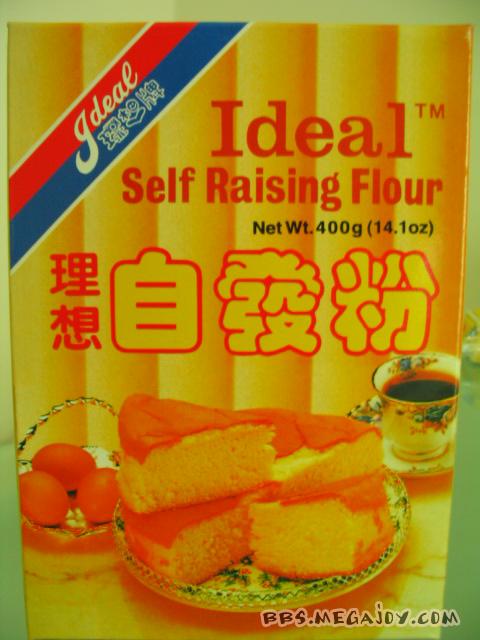 Ideal
理想牌
Ideal™
Self Raising Flour
Net Wt. 400g (14.1oz)
理想 自發粉
BBS.MEGAJOY.COM